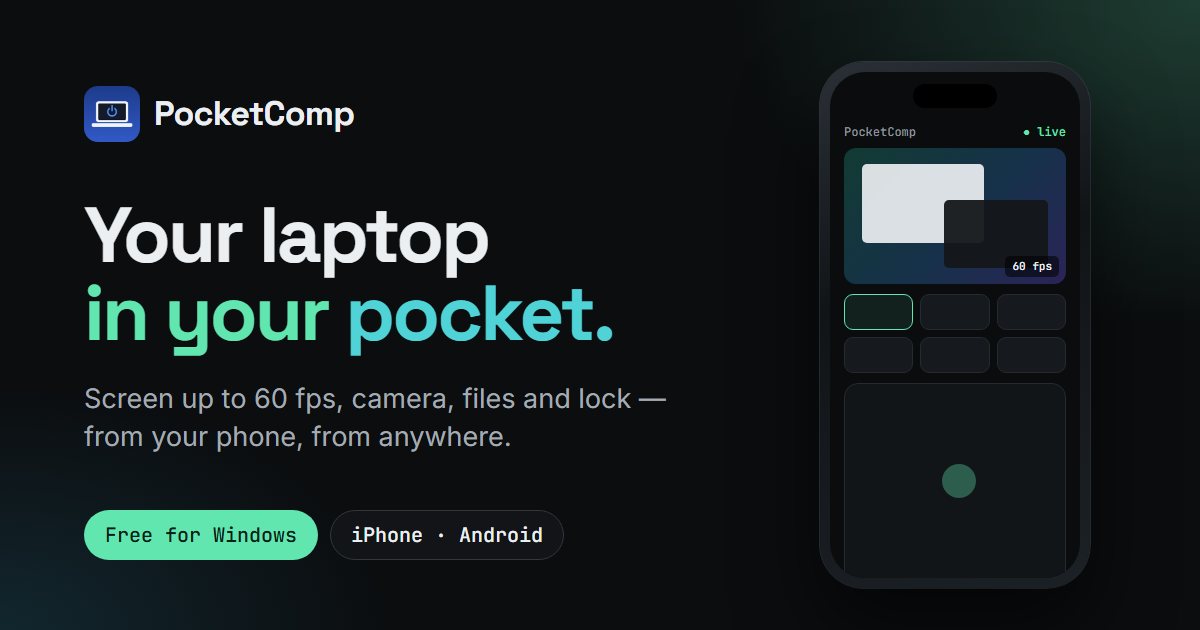 PocketComp
Your laptop
in your pocket.
Screen up to 60 fps, camera, files and lock —
from your phone, from anywhere.
Free for Windows
iPhone · Android
PocketComp
● live
60 fps